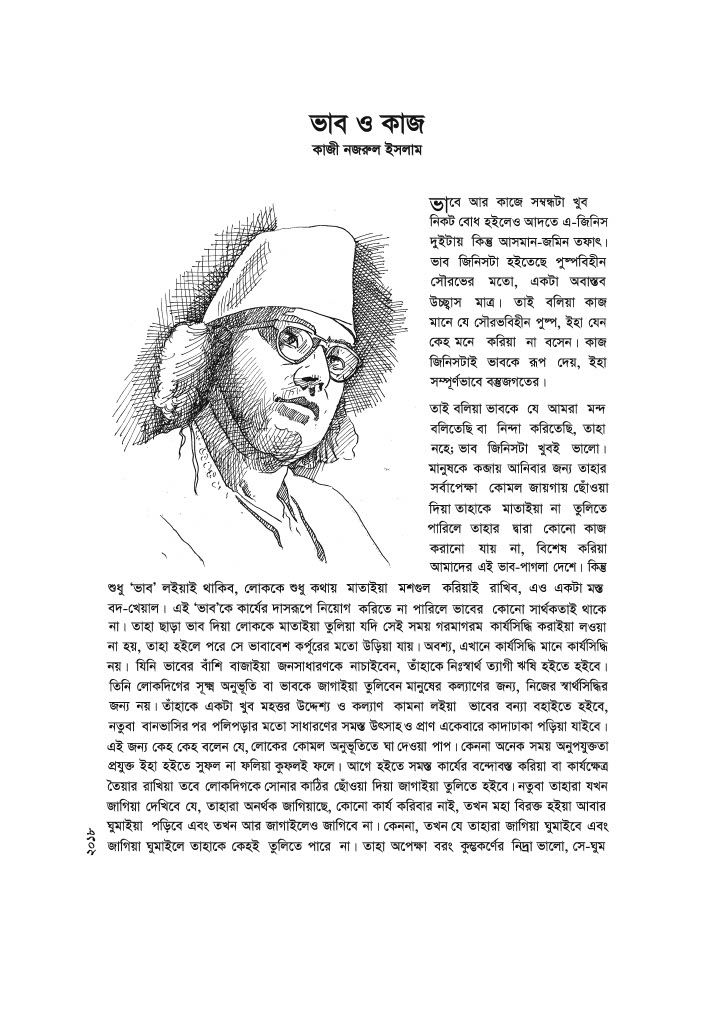 ভাব ও কাজ
কাজী নজরুল ইসলাম
ভাবে আর কাজে সম্বন্ধটা খুব
নিকট বোধ হইলেও আদতে এ-জিনিস
দুইটায় কিন্তু আসমান-জমিন তফাৎ।
ভাব জিনিসটা হইতেছে পুষ্পবিহীন
সৌরভের মতো, একটা অবাস্তব
উচ্ছ্বাস মাত্র। তাই বলিয়া কাজ
মানে যে সৌরভবিহীন পুষ্প, ইহা যেন
কেহ মনে করিয়া না বসেন। কাজ
জিনিসটাই ভাবকে রূপ দেয়, ইহা
সম্পূর্ণভাবে বস্তুজগতের।
তাই বলিয়া ভাবকে যে আমরা মন্দ
বলিতেছি বা নিন্দা করিতেছি, তাহা
নহে; ভাব জিনিসটা খুবই ভালো।
মানুষকে কব্জায় আনিবার জন্য তাহার
সর্বাপেক্ষা কোমল জায়গায় ছোঁওয়া
দিয়া তাহাকে মাতাইয়া না তুলিতে
পারিলে তাহার দ্বারা কোনো কাজ
করানো যায় না, বিশেষ করিয়া
আমাদের এই ভাব-পাগলা দেশে। কিন্তু
শুধু ‘ভাব’ লইয়াই থাকিব, লোককে শুধু কথায় মাতাইয়া মশগুল করিয়াই রাখিব, এও একটা মস্ত
বদ-খেয়াল। এই ‘ভাব’কে কার্যের দাসরূপে নিয়োগ করিতে না পারিলে ভাবের কোনো সার্থকতাই থাকে
না। তাহা ছাড়া ভাব দিয়া লোককে মাতাইয়া তুলিয়া যদি সেই সময় গরমাগরম কার্যসিদ্ধি করাইয়া লওয়া
না হয়, তাহা হইলে পরে সে ভাবাবেশ কর্পূরের মতো উড়িয়া যায়। অবশ্য, এখানে কার্যসিদ্ধি মানে কার্যসিদ্ধি
নয়। যিনি ভাবের বাঁশি বাজাইয়া জনসাধারণকে নাচাইবেন, তাঁহাকে নিঃস্বার্থ ত্যাগী ঋষি হইতে হইবে।
তিনি লোকদিগের সূক্ষ্ম অনুভূতি বা ভাবকে জাগাইয়া তুলিবেন মানুষের কল্যাণের জন্য, নিজের স্বার্থসিদ্ধির
জন্য নয়। তাঁহাকে একটা খুব মহত্তর উদ্দেশ্য ও কল্যাণ কামনা লইয়া ভাবের বন্যা বহাইতে হইবে,
নতুবা বানভাসির পর পলিপড়ার মতো সাধারণের সমস্ত উৎসাহ ও প্রাণ একেবারে কাদাঢাকা পড়িয়া যাইবে।
এই জন্য কেহ কেহ বলেন যে, লোকের কোমল অনুভূতিতে ঘা দেওয়া পাপ। কেননা অনেক সময় অনুপযুক্ততা
প্রযুক্ত ইহা হইতে সুফল না ফলিয়া কুফলই ফলে। আগে হইতে সমস্ত কার্যের বন্দোবস্ত করিয়া বা কার্যক্ষেত্র
তৈয়ার রাখিয়া তবে লোকদিগকে সোনার কাঠির ছোঁওয়া দিয়া জাগাইয়া তুলিতে হইবে। নতুবা তাহারা যখন
জাগিয়া দেখিবে যে, তাহারা অনর্থক জাগিয়াছে, কোনো কার্য করিবার নাই, তখন মহা বিরক্ত হইয়া আবার
ঘুমাইয়া পড়িবে এবং তখন আর জাগাইলেও জাগিবে না। কেননা, তখন যে তাহারা জাগিয়া ঘুমাইবে এবং
জাগিয়া ঘুমাইলে তাহাকে কেহই তুলিতে পারে না। তাহা অপেক্ষা বরং কুম্ভকর্ণের নিদ্রা ভালো, সে-ঘুম
২০১৮